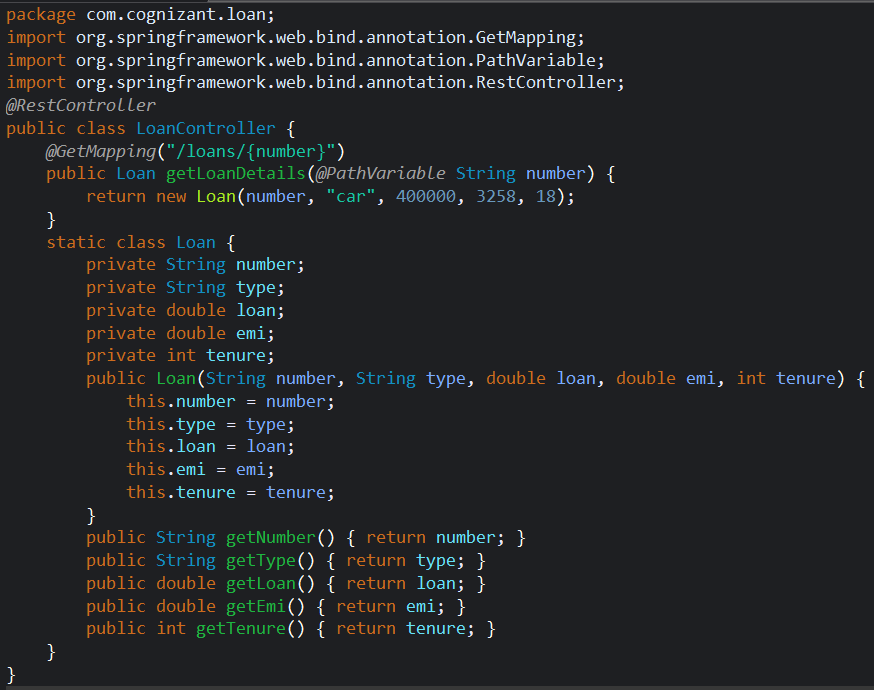 package com.cognizant.loan;
import org.springframework.web.bind.annotation.GetMapping;
import org.springframework.web.bind.annotation.PathVariable;
import org.springframework.web.bind.annotation.RestController;
@RestController
public class LoanController {
    @GetMapping("/loans/{number}")
    public Loan getLoanDetails(@PathVariable String number) {
        return new Loan(number, "car", 400000, 3258, 18);
    }
    static class Loan {
        private String number;
        private String type;
        private double loan;
        private double emi;
        private int tenure;
        public Loan(String number, String type, double loan, double emi, int tenure) {
            this.number = number;
            this.type = type;
            this.loan = loan;
            this.emi = emi;
            this.tenure = tenure;
        }
        public String getNumber() { return number; }
        public String getType() { return type; }
        public double getLoan() { return loan; }
        public double getEmi() { return emi; }
        public int getTenure() { return tenure; }
    }
}